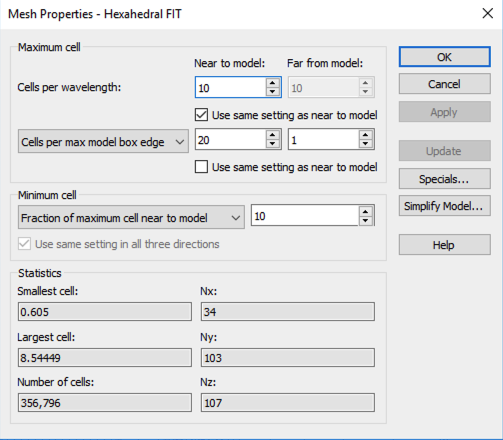 Mesh Properties - Hexahedral FIT
Maximum cell
Near to model: Far from model:
Cells per wavelength: 10 10
Use same setting as near to model
Cells per max model box edge 20 1
Use same setting as near to model
Minimum cell
Fraction of maximum cell near to model 10
Use same setting in all three directions
Statistics
Smallest cell: Nx:
0.605 34
Largest cell: Ny:
8.54449 103
Number of cells: Nz:
356,796 107
OK
Cancel
Apply
Update
Specials...
Simplify Model...
Help